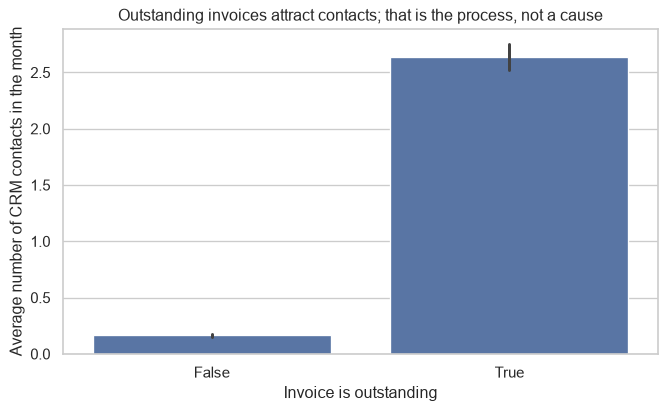 Outstanding invoices attract contacts; that is the process, not a cause
Average number of CRM contacts in the month
2.5
2.0
1.5
1.0
0.5
0.0
False
True
Invoice is outstanding